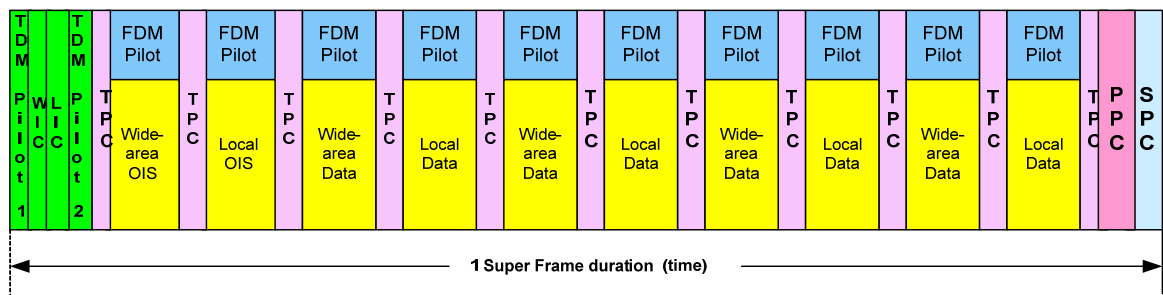 TDM Pilot 1
WIC
LIC
TDM Pilot 2
TPC
FDM
Pilot
Wide-
area
OIS
TPC
FDM
Pilot
Local
OIS
TPC
FDM
Pilot
Wide-
area
Data
TPC
FDM
Pilot
Local
Data
TPC
FDM
Pilot
Wide-
area
Data
TPC
FDM
Pilot
Local
Data
TPC
FDM
Pilot
Wide-
area
Data
TPC
FDM
Pilot
Local
Data
TPC
FDM
Pilot
Wide-
area
Data
TPC
FDM
Pilot
Local
Data
TPC
PPC
SPC
1 Super Frame duration (time)